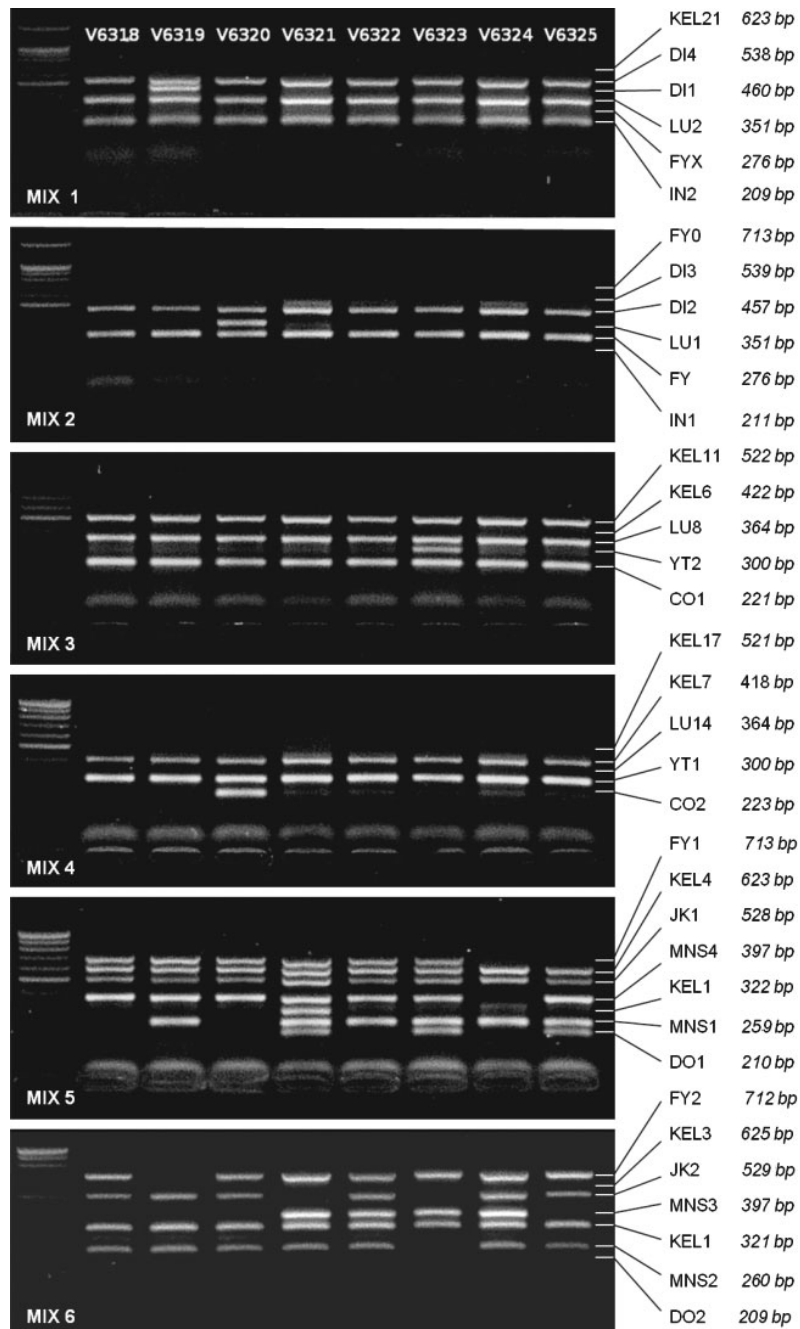 V6318 V6319 V6320 V6321 V6322 V6323 V6324 V6325
KEL21 623 bp
DI4 538 bp
DI1 460 bp
LU2 351 bp
FYX 276 bp
IN2 209 bp
MIX 1
FY0 713 bp
DI3 539 bp
DI2 457 bp
LU1 351 bp
FY 276 bp
IN1 211 bp
MIX 2
KEL11 522 bp
KEL6 422 bp
LU8 364 bp
YT2 300 bp
CO1 221 bp
MIX 3
KEL17 521 bp
KEL7 418 bp
LU14 364 bp
YT1 300 bp
CO2 223 bp
MIX 4
FY1 713 bp
KEL4 623 bp
JK1 528 bp
MNS4 397 bp
KEL1 322 bp
MNS1 259 bp
DO1 210 bp
MIX 5
FY2 712 bp
KEL3 625 bp
JK2 529 bp
MNS3 397 bp
KEL1 321 bp
MNS2 260 bp
DO2 209 bp
MIX 6